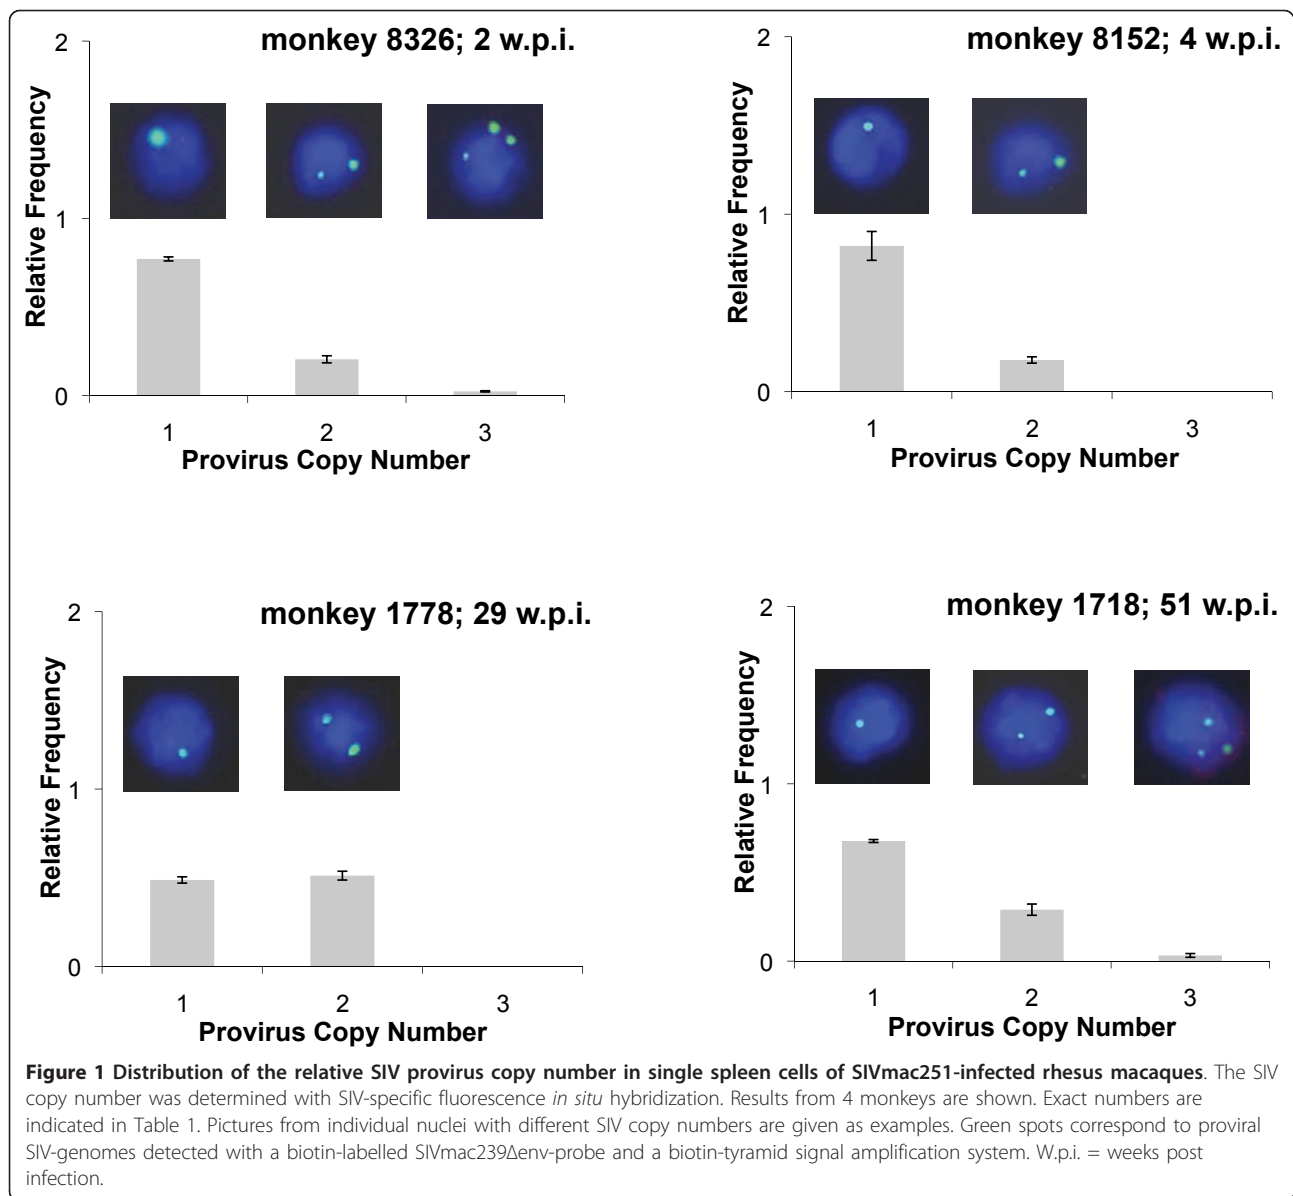 monkey 8326; 2 w.p.i.
2
1
0
Relative Frequency
1 2 3
Provirus Copy Number
monkey 8152; 4 w.p.i.
2
1
0
Relative Frequency
1 2 3
Provirus Copy Number
monkey 1778; 29 w.p.i.
2
1
0
Relative Frequency
1 2 3
Provirus Copy Number
monkey 1718; 51 w.p.i.
2
1
0
Relative Frequency
1 2 3
Provirus Copy Number
Figure 1 Distribution of the relative SIV provirus copy number in single spleen cells of SIVmac251-infected rhesus macaques. The SIV
copy number was determined with SIV-specific fluorescence in situ hybridization. Results from 4 monkeys are shown. Exact numbers are
indicated in Table 1. Pictures from individual nuclei with different SIV copy numbers are given as examples. Green spots correspond to proviral
SIV-genomes detected with a biotin-labelled SIVmac239Δenv-probe and a biotin-tyramid signal amplification system. W.p.i. = weeks post
infection.